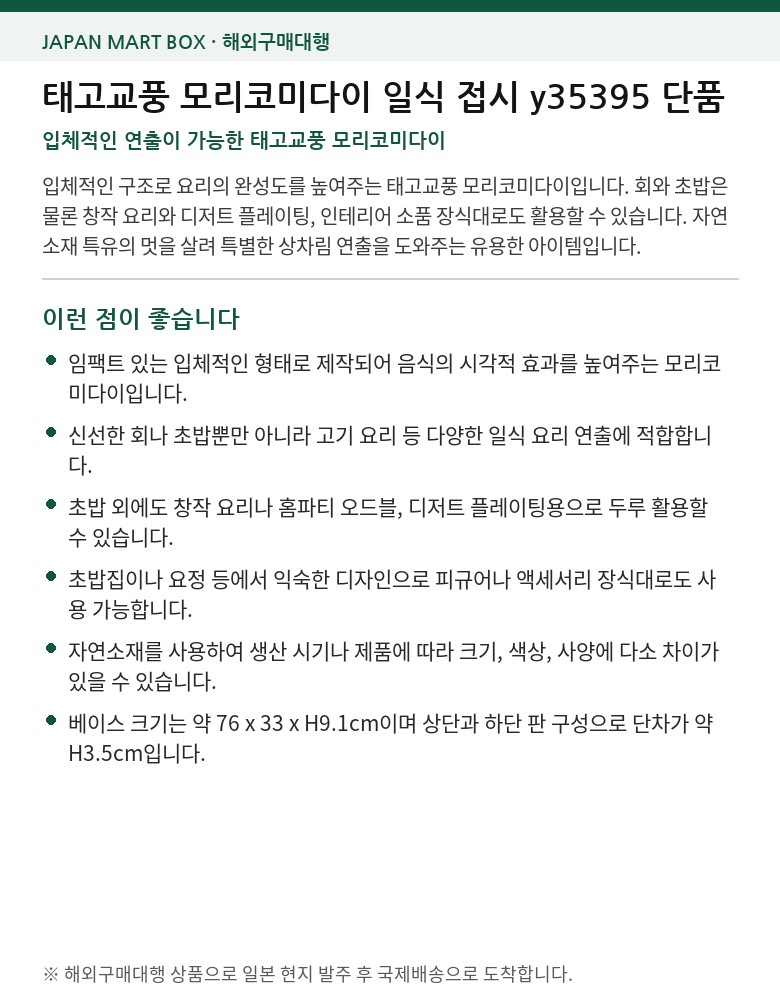 JAPAN MART BOX · 해외구매대행
태고교풍 모리코미다이 일식 접시 y35395 단품
입체적인 연출이 가능한 태고교풍 모리코미다이
입체적인 구조로 요리의 완성도를 높여주는 태고교풍 모리코미다이입니다. 회와 초밥은
물론 창작 요리와 디저트 플레이팅, 인테리어 소품 장식대로도 활용할 수 있습니다. 자연
소재 특유의 멋을 살려 특별한 상차림 연출을 도와주는 유용한 아이템입니다.
이런 점이 좋습니다
임팩트 있는 입체적인 형태로 제작되어 음식의 시각적 효과를 높여주는 모리코
미다이입니다.
신선한 회나 초밥뿐만 아니라 고기 요리 등 다양한 일식 요리 연출에 적합합니
다.
초밥 외에도 창작 요리나 홈파티 오드블, 디저트 플레이팅용으로 두루 활용할
수 있습니다.
초밥집이나 요정 등에서 익숙한 디자인으로 피규어나 액세서리 장식대로도 사
용 가능합니다.
자연소재를 사용하여 생산 시기나 제품에 따라 크기, 색상, 사양에 다소 차이가
있을 수 있습니다.
베이스 크기는 약 76 x 33 x H9.1cm이며 상단과 하단 판 구성으로 단차가 약
H3.5cm입니다.
※ 해외구매대행 상품으로 일본 현지 발주 후 국제배송으로 도착합니다.